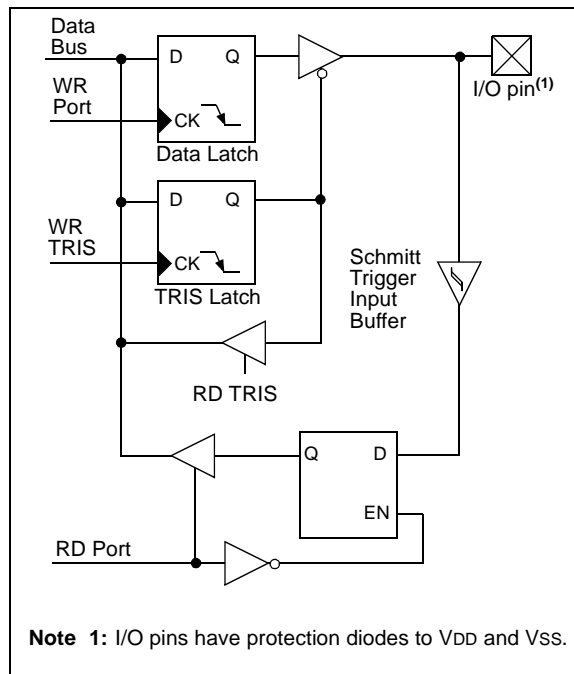 Data
Bus
D Q
WR
Port
CK
I/O pin(1)
Data Latch
D Q
WR
TRIS
CK
TRIS Latch
Schmitt
Trigger
Input
Buffer
RD TRIS
Q D
EN
RD Port
Note 1: I/O pins have protection diodes to VDD and VSS.